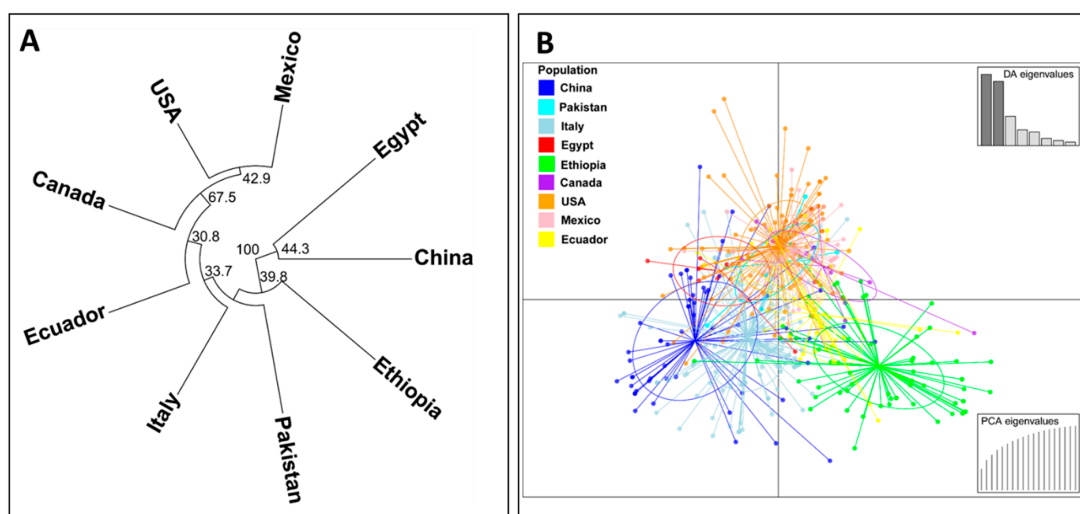 A
Mexico
USA
Egypt
Canada
42.9
67.5
30.8
100
44.3
China
33.7
39.8
Ecuador
Ethiopia
Italy
Pakistan
B
Population
China
Pakistan
Italy
Egypt
Ethiopia
Canada
USA
Mexico
Ecuador
DA eigenvalues
PCA eigenvalues